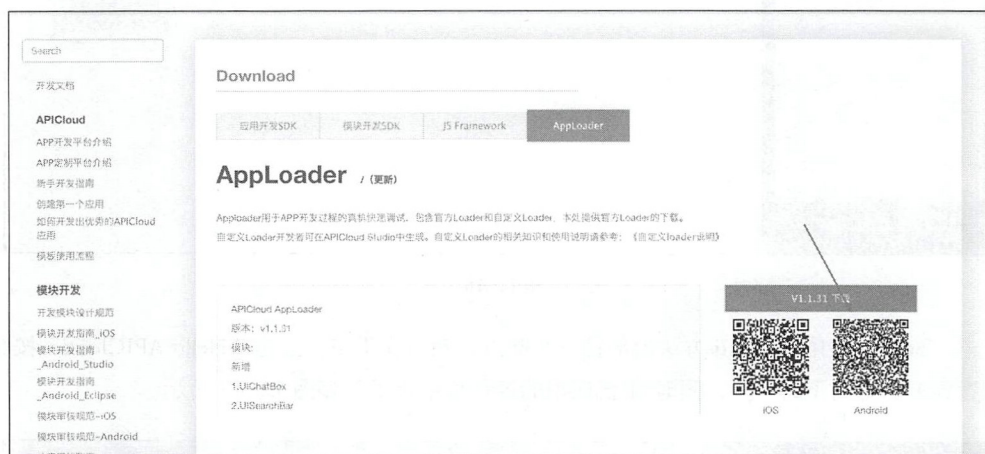 Search
开发文档
APICloud
APP开发平台介绍
APP定制平台介绍
新手开发指南
创建第一个应用
如何开发出优秀的APICloud
应用
模板使用流程
模块开发
开发模块设计规范
模块开发指南_iOS
模块开发指南
_Android_Studio
模块开发指南
_Android_Eclipse
模块审核规范-iOS
模块审核规范-Android
Download
应用开发SDK
模块开发SDK
JS Framework
AppLoader
AppLoader /（更新）
Apploader用于APP开发过程的真机快速调试，包含官方Loader和自定义Loader，本处提供官方Loader的下载。
自定义Loader开发者可在APICloud Studio中生成。自定义Loader的相关知识和使用说明请参考：《自定义loader说明》
APICloud AppLoader
版本：v1.1.31
模块：
新增
1.UIChatBox
2.UISearchBar
V1.1.31 下载
iOS
Android